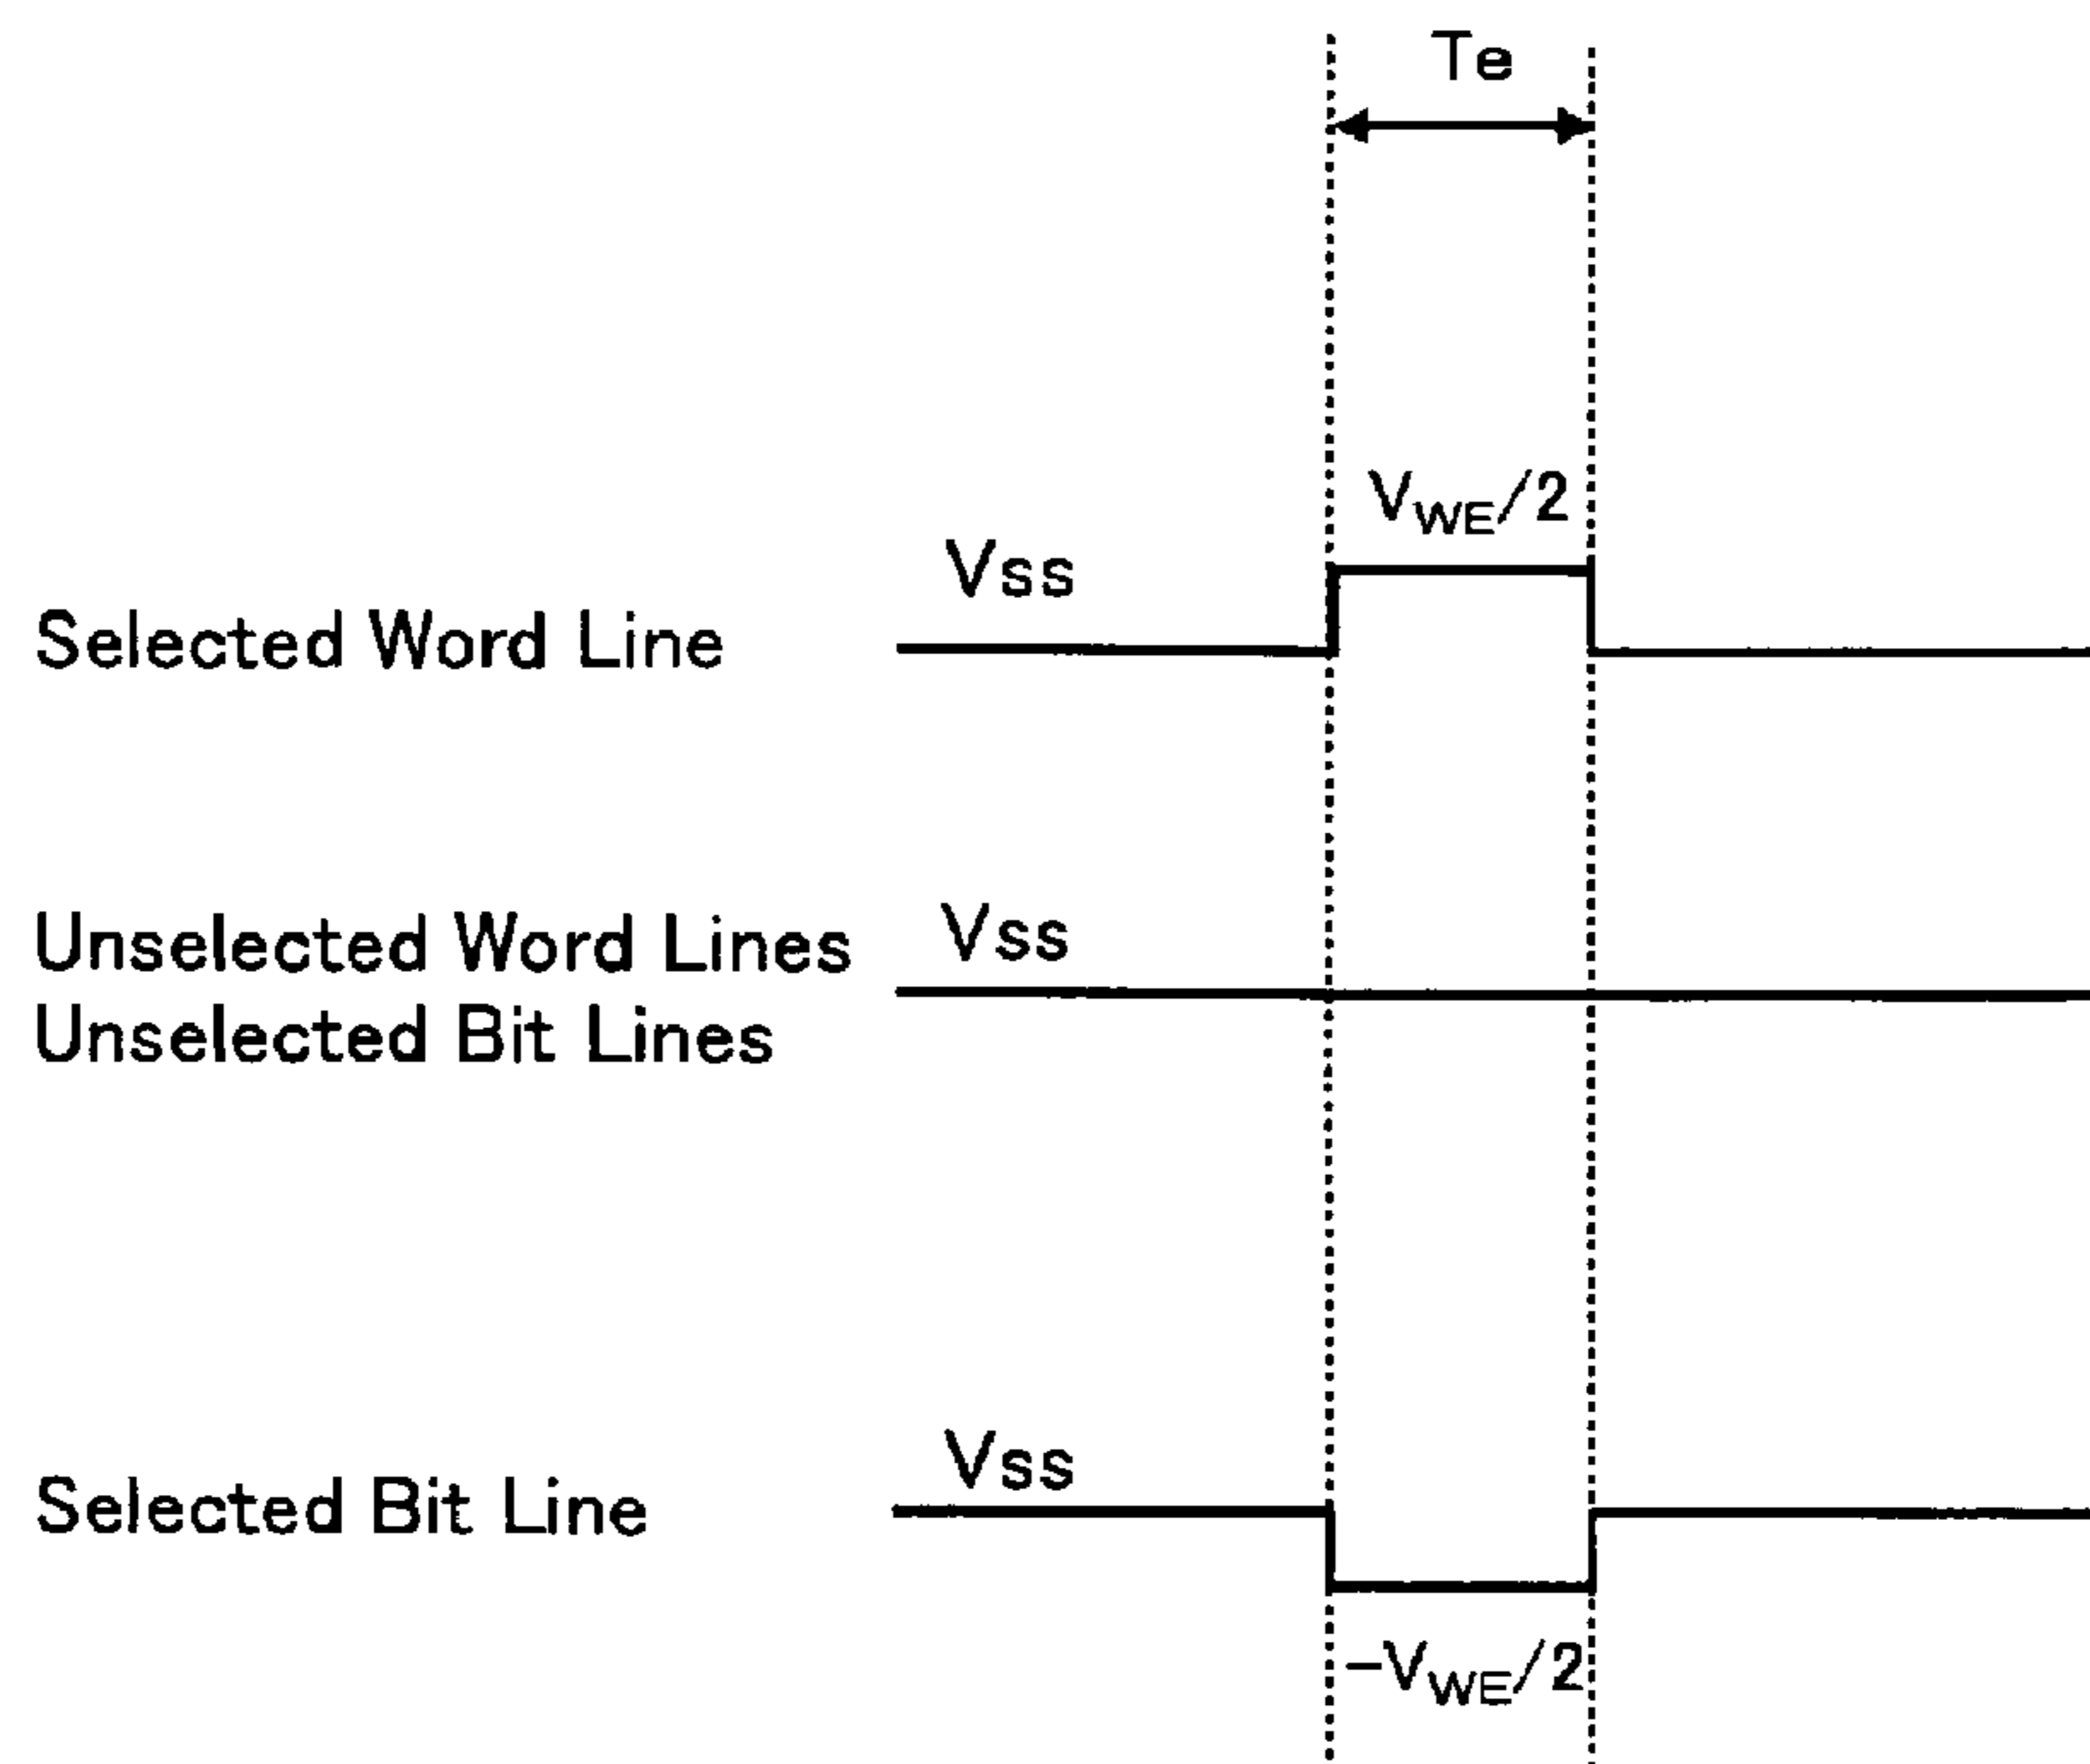 Te
V_WE/2
Vss
Selected Word Line
Vss
Unselected Word Lines
Unselected Bit Lines
Vss
Selected Bit Line
-V_WE/2